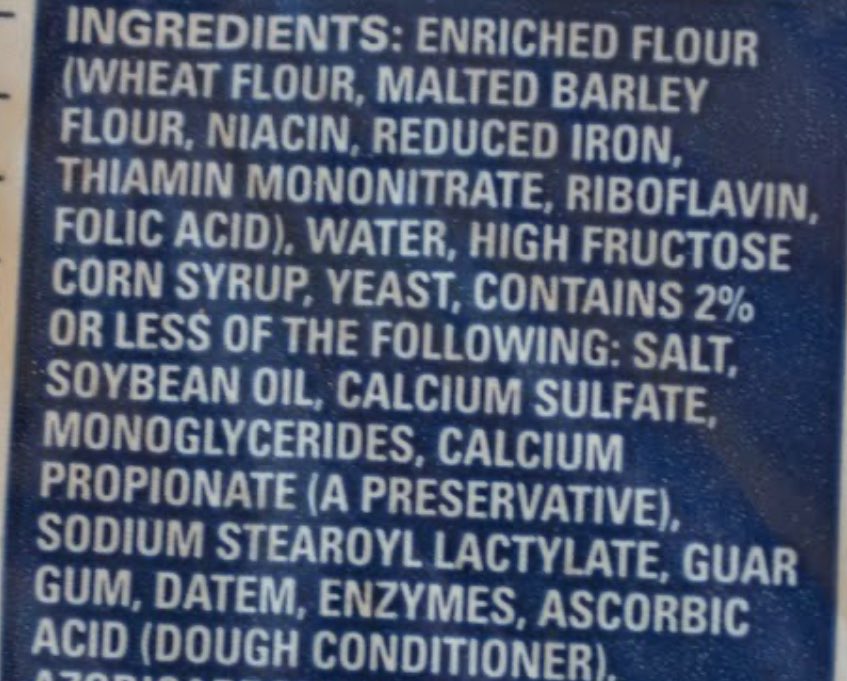 INGREDIENTS: ENRICHED FLOUR
(WHEAT FLOUR, MALTED BARLEY
FLOUR, NIACIN, REDUCED IRON,
THIAMIN MONONITRATE, RIBOFLAVIN,
FOLIC ACID), WATER, HIGH FRUCTOSE
CORN SYRUP, YEAST, CONTAINS 2%
OR LESS OF THE FOLLOWING: SALT,
SOYBEAN OIL, CALCIUM SULFATE,
MONOGLYCERIDES, CALCIUM
PROPIONATE (A PRESERVATIVE),
SODIUM STEAROYL LACTYLATE, GUAR
GUM, DATEM, ENZYMES, ASCORBIC
ACID (DOUGH CONDITIONER),